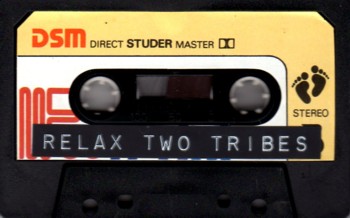 DSM DIRECT STUDER MASTER
STEREO
RELAX TWO TRIBES